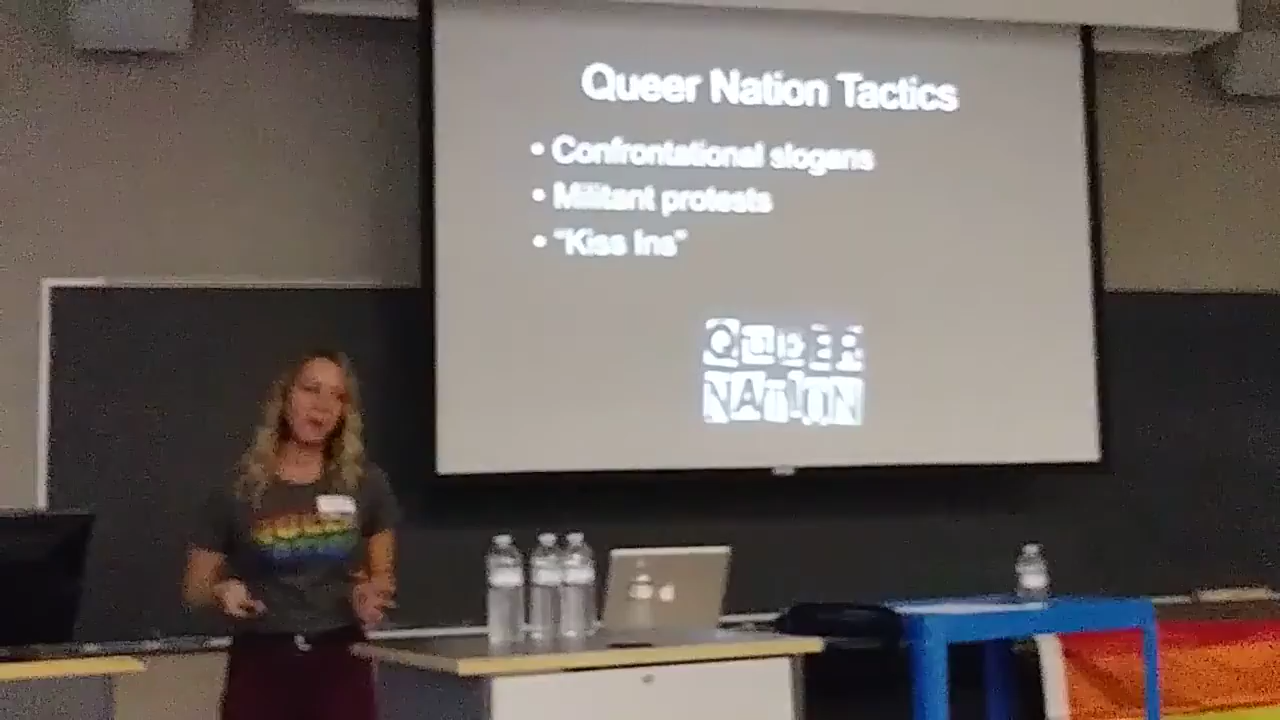 Queer Nation Tactics
• Confrontational slogans
• Militant protests
• “Kiss Ins”
QUEER
NATION